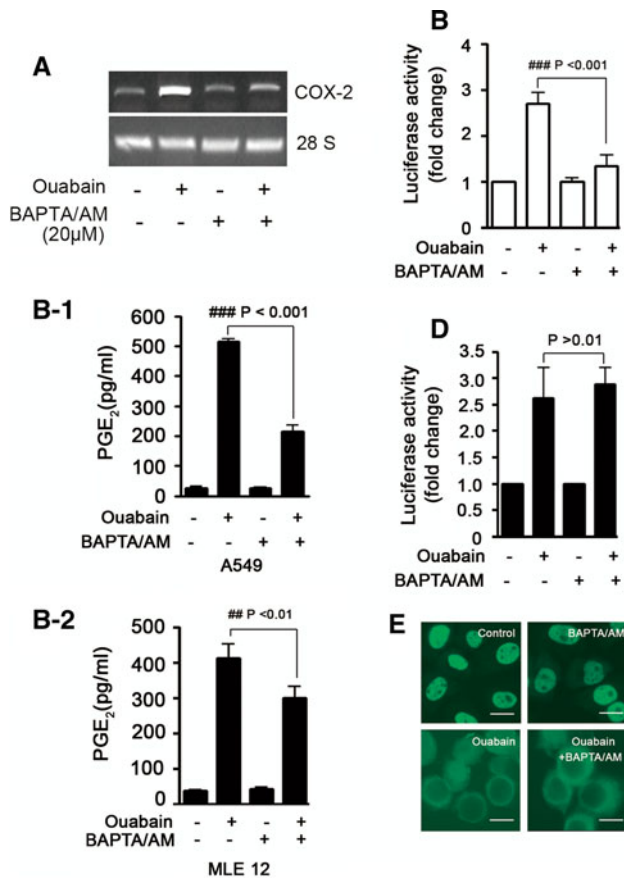 A
COX-2
28 S
Ouabain - + - +
BAPTA/AM - - + +
(20µM)
B
Luciferase activity
(fold change)
4
3
2
1
0
### P <0.001
Ouabain - + - +
BAPTA/AM - - + +
B-1
PGE2(pg/ml)
600
500
400
300
200
100
0
### P < 0.001
Ouabain - + - +
BAPTA/AM - - + +
A549
D
Luciferase activity
(fold change)
3.5
3.0
2.5
2.0
1.0
0
P >0.01
Ouabain - + - +
BAPTA/AM - - + +
B-2
PGE2(pg/ml)
500
400
300
200
100
0
## P <0.01
Ouabain - + - +
BAPTA/AM - - + +
MLE 12
E
Control
BAPTA/AM
Ouabain
Ouabain
+BAPTA/AM